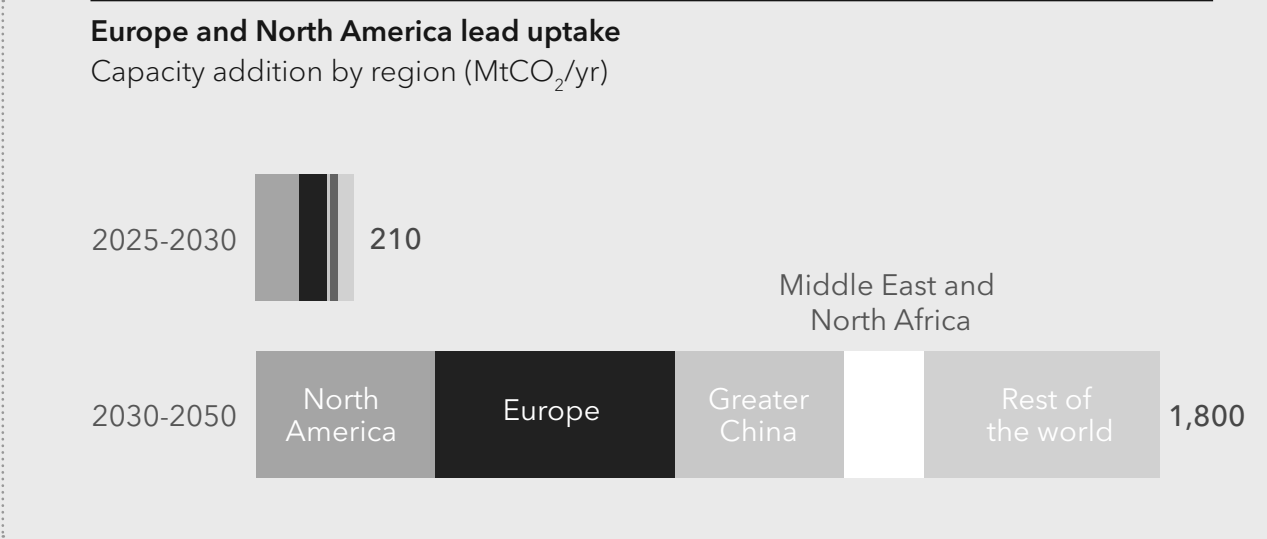 Europe and North America lead uptake
Capacity addition by region (MtCO₂/yr)
2025-2030
210
Middle East and
North Africa
2030-2050
North
America
Europe
Greater
China
Rest of
the world
1,800